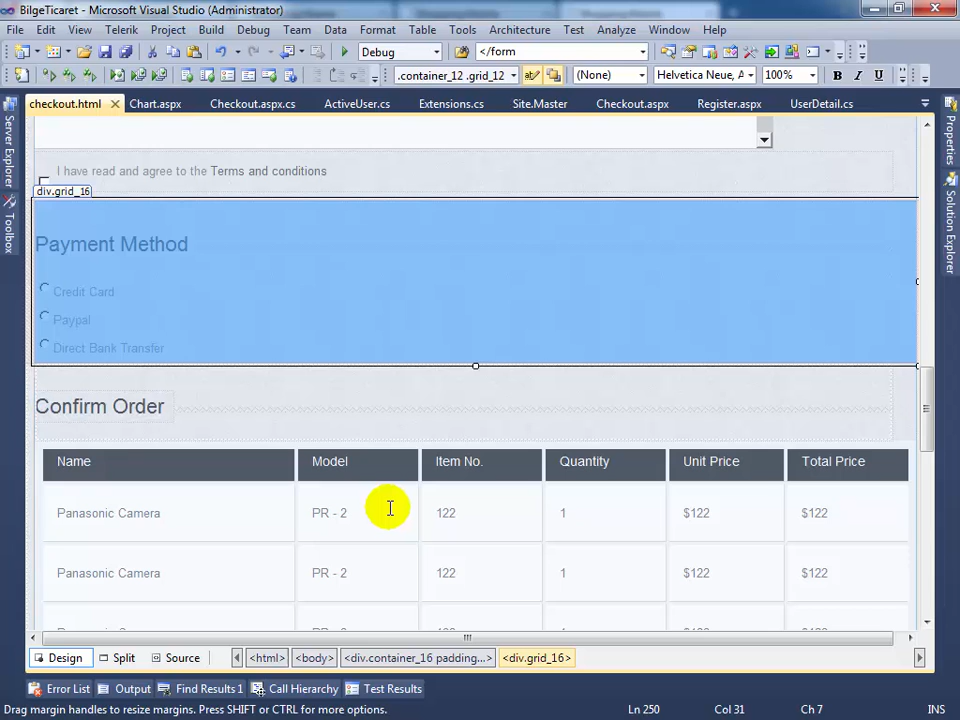 BilgeTicaret - Microsoft Visual Studio (Administrator)
File Edit View Telerik Project Build Debug Team Data Format Table Tools Architecture Test Analyze Window Help
Debug </form
.container_12 .grid_12 (None) Helvetica Neue, A 100% B I U
checkout.html Chart.aspx Checkout.aspx.cs ActiveUser.cs Extensions.cs Site.Master Checkout.aspx Register.aspx UserDetail.cs
Server Explorer
Toolbox
Properties
Solution Explorer
I have read and agree to the Terms and conditions
div.grid_16
Payment Method
Credit Card
Paypal
Direct Bank Transfer
Confirm Order
Name Model Item No. Quantity Unit Price Total Price
Panasonic Camera PR - 2 122 1 $122 $122
Panasonic Camera PR - 2 122 1 $122 $122
Design Split Source <html> <body> <div.container_16 padding...> <div.grid_16>
Error List Output Find Results 1 Call Hierarchy Test Results
Drag margin handles to resize margins. Press SHIFT or CTRL for more options. Ln 250 Col 31 Ch 7 INS